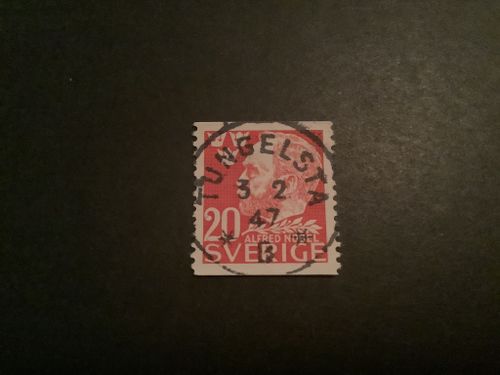 TUNGELSTA
3 2
47
20
ALFRED NOBEL
* B *
SVERIGE